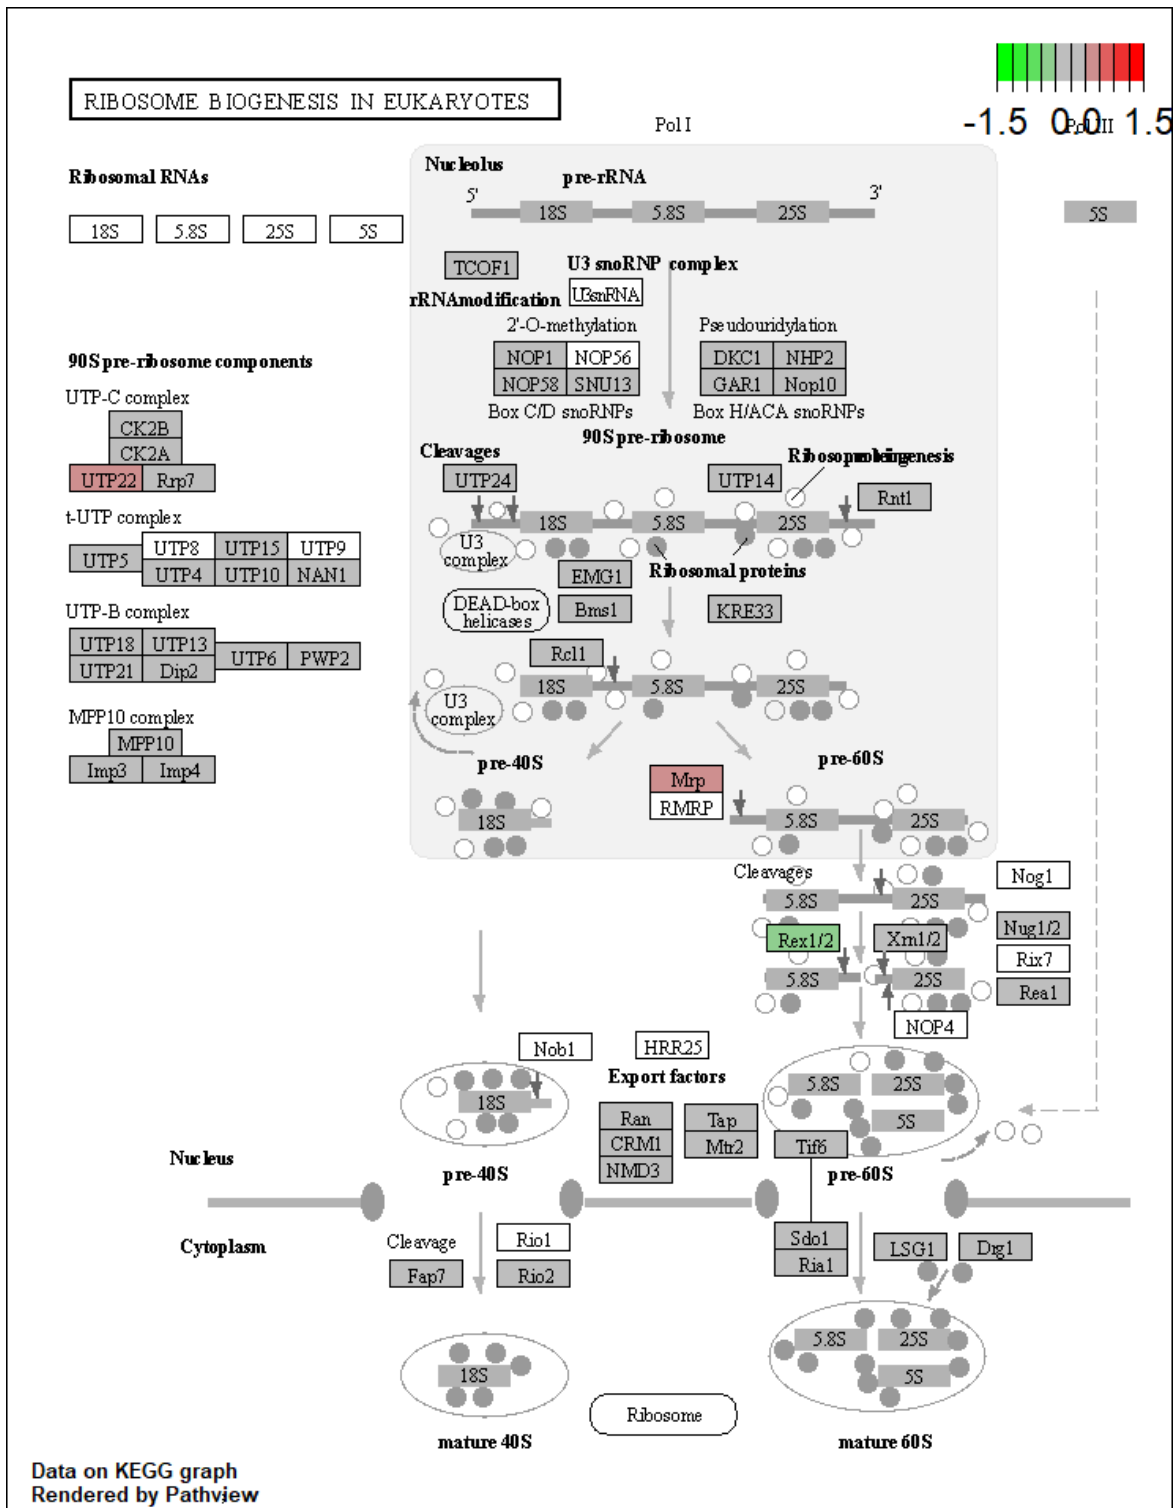 RIBOSOME BIOGENESIS IN EUKARYOTES
-1.5 0.0 1.5
Pol I
Pol III
Ribosomal RNAs
18S 5.8S 25S 5S
Nucleolus
pre-rRNA
5' 3'
18S 5.8S 25S
5S
TCOF1
U3 snoRNP complex
U3snRNA
rRNA modification
2'-O-methylation
NOP1 NOP56
NOP58 SNU13
Box C/D snoRNPs
Pseudouridylation
DKC1 NHP2
GAR1 Nop10
Box H/ACA snoRNPs
90S pre-ribosome components
UTP-C complex
CK2B
CK2A
UTP22 Rrp7
t-UTP complex
UTP5
UTP8 UTP15 UTP9
UTP4 UTP10 NAN1
UTP-B complex
UTP18 UTP13
UTP21 Dip2
UTP6 PWP2
MPP10 complex
MPP10
Imp3 Imp4
90S pre-ribosome
Cleavages
UTP24
UTP14
Rnt1
18S 5.8S 25S
U3
complex
Ribosomal proteins
EMG1
DEAD-box
helicases
Bms1
KRE33
Rcl1
18S 5.8S 25S
U3
complex
pre-40S
pre-60S
Mrp
RMRP
18S
5.8S 25S
Cleavages
Nog1
5.8S 25S
Nug1/2
Rex1/2
Xrn1/2
Rix7
5.8S 25S
Rea1
NOP4
Nob1
HRR25
Export factors
18S
Ran
CRM1
NMD3
Tap
Mtr2
5.8S 25S
5S
Tif6
Nucleus
pre-40S
pre-60S
Cytoplasm
Cleavage
Fap7
Rio1
Rio2
Sdo1
Ria1
LSG1
Drg1
18S
5.8S 25S
5S
Ribosome
mature 40S
mature 60S
Data on KEGG graph
Rendered by Pathview